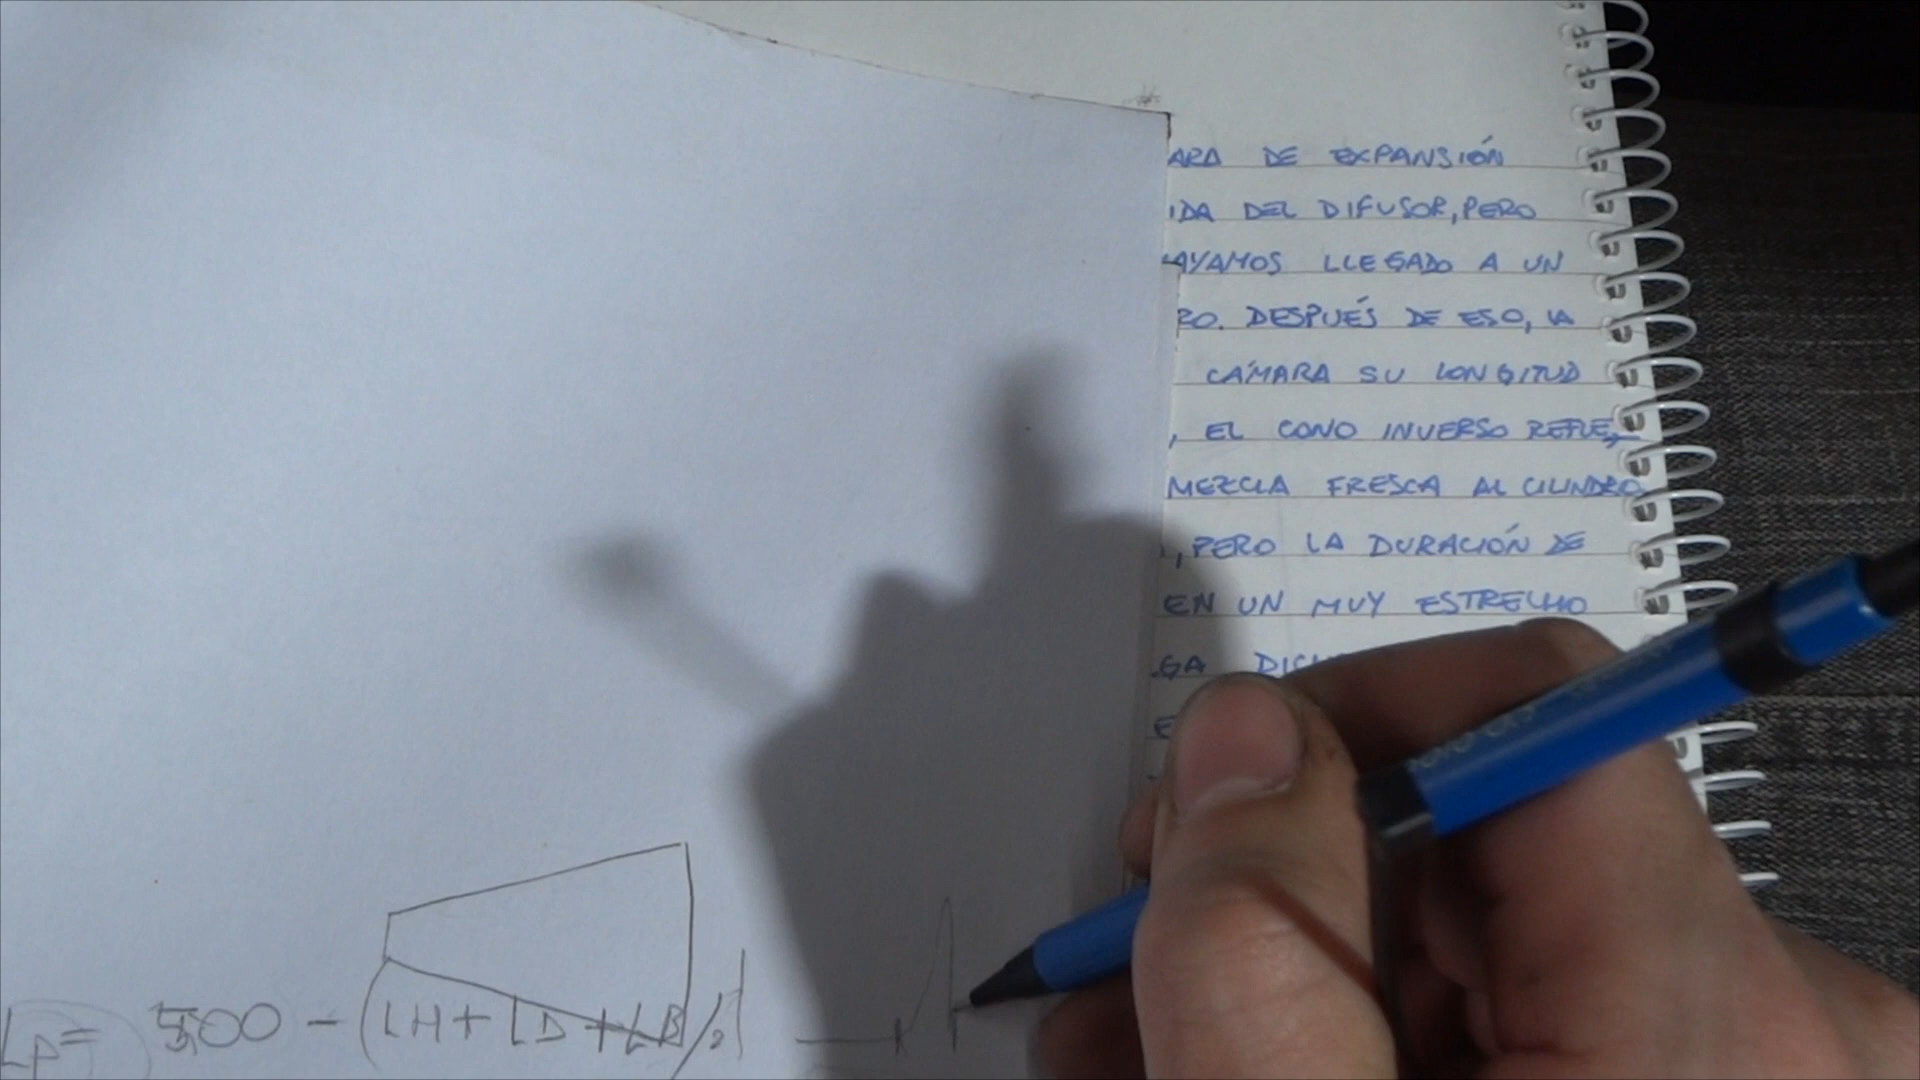 ARA DE EXPANSIÓN
IDA DEL DIFUSOR, PERO
AYAMOS LLEGADO A UN
RO. DESPUÉS DE ESO, LA
CÁMARA SU LONGITUD
, EL CONO INVERSO REFLE
MEZCLA FRESCA AL CILINDRO
, PERO LA DURACIÓN DE
EN UN MUY ESTRECHO
GA
LP = 500 - (LH + LD + LB/2)